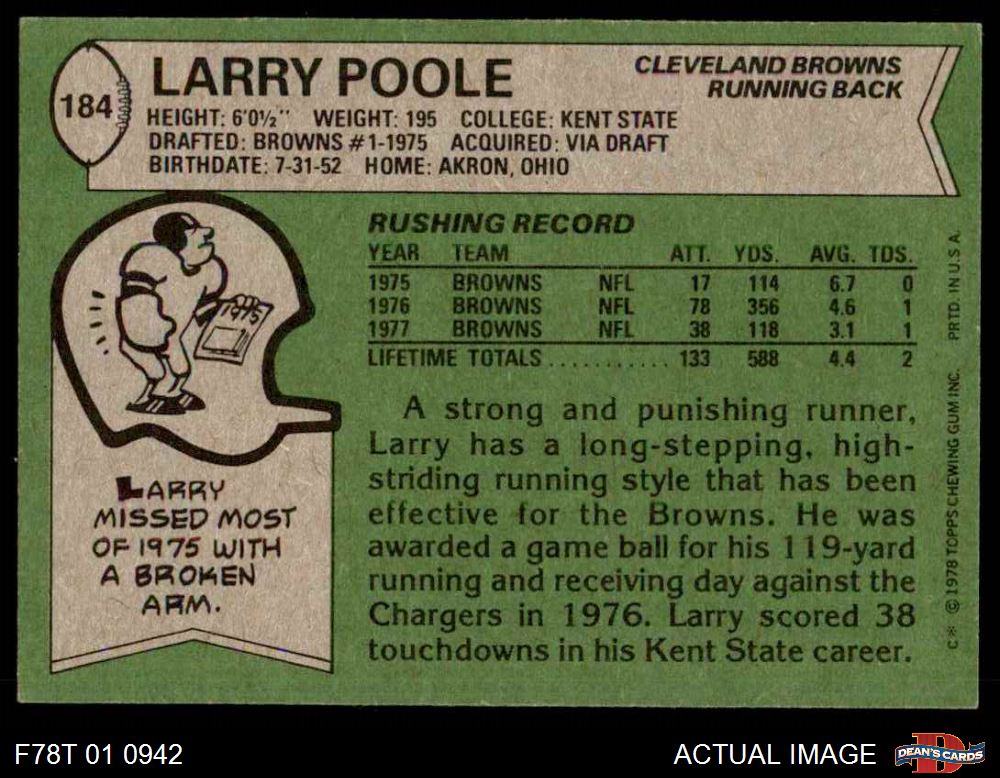 184
LARRY POOLE
CLEVELAND BROWNS
RUNNING BACK
HEIGHT: 6'0½" WEIGHT: 195 COLLEGE: KENT STATE
DRAFTED: BROWNS #1-1975 ACQUIRED: VIA DRAFT
BIRTHDATE: 7-31-52 HOME: AKRON, OHIO
1975
LARRY
MISSED MOST
OF 1975 WITH
A BROKEN
ARM.
RUSHING RECORD
YEAR TEAM ATT. YDS. AVG. TDS.
1975 BROWNS NFL 17 114 6.7 0
1976 BROWNS NFL 78 356 4.6 1
1977 BROWNS NFL 38 118 3.1 1
LIFETIME TOTALS ........... 133 588 4.4 2
A strong and punishing runner,
Larry has a long-stepping, high-
striding running style that has been
effective for the Browns. He was
awarded a game ball for his 119-yard
running and receiving day against the
Chargers in 1976. Larry scored 38
touchdowns in his Kent State career.
C* © 1978 TOPPS CHEWING GUM INC. PRTD. IN U.S.A.
F78T 01 0942
ACTUAL IMAGE
D
DEAN'S CARDS